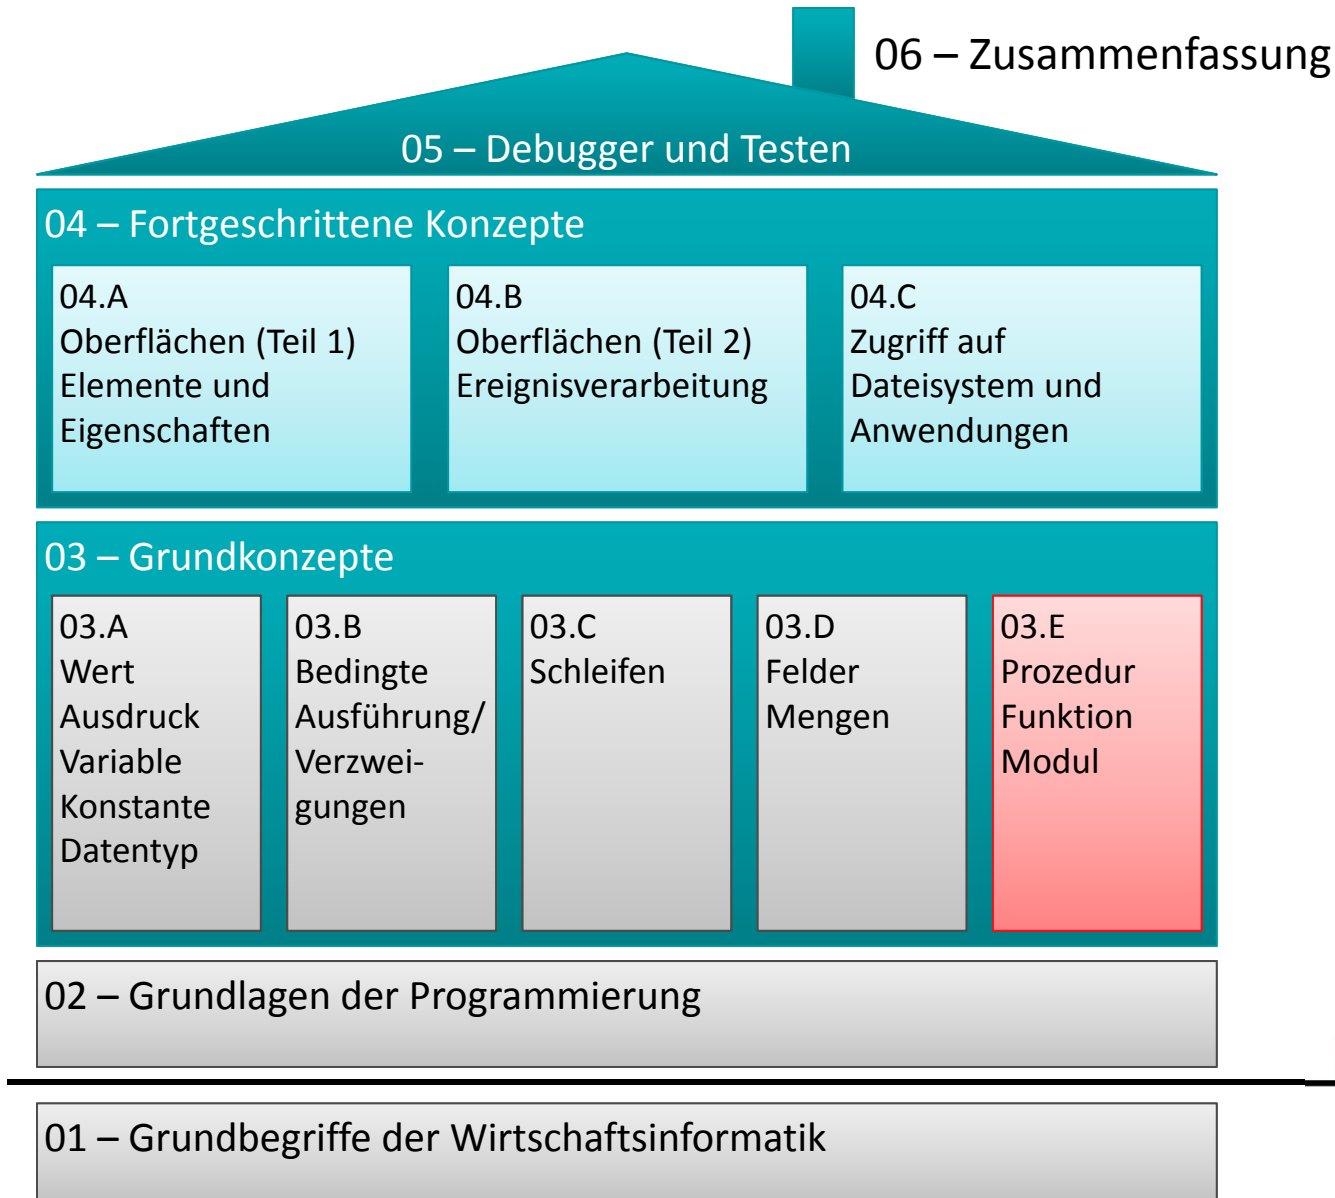 06 – Zusammenfassung
05 – Debugger und Testen
04 – Fortgeschrittene Konzepte
04.A
Oberflächen (Teil 1)
Elemente und
Eigenschaften
04.B
Oberflächen (Teil 2)
Ereignisverarbeitung
04.C
Zugriff auf
Dateisystem und
Anwendungen
03 – Grundkonzepte
03.A
Wert
Ausdruck
Variable
Konstante
Datentyp
03.B
Bedingte
Ausführung/
Verzwei-
gungen
03.C
Schleifen
03.D
Felder
Mengen
03.E
Prozedur
Funktion
Modul
02 – Grundlagen der Programmierung
01 – Grundbegriffe der Wirtschaftsinformatik